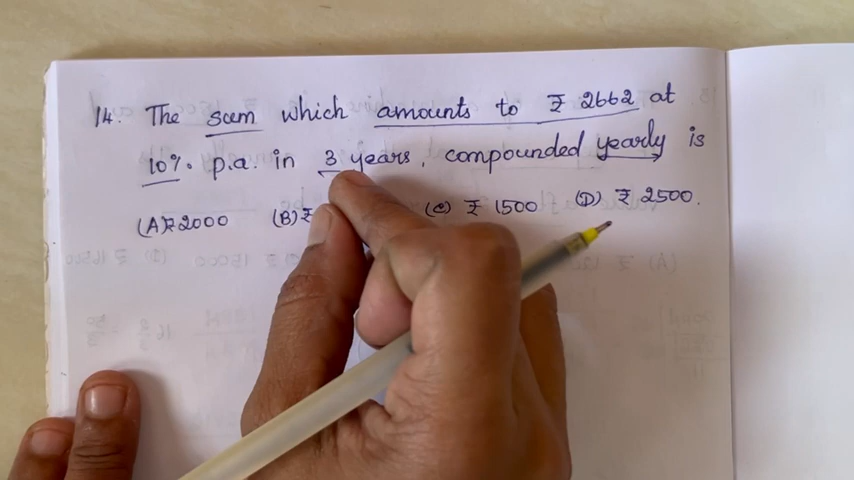 14. The sum which amounts to ₹ 2662 at
10%. p.a. in 3 years, compounded yearly is
(A) ₹ 2000 (B) ₹ (C) ₹ 1500 (D) ₹ 2500.